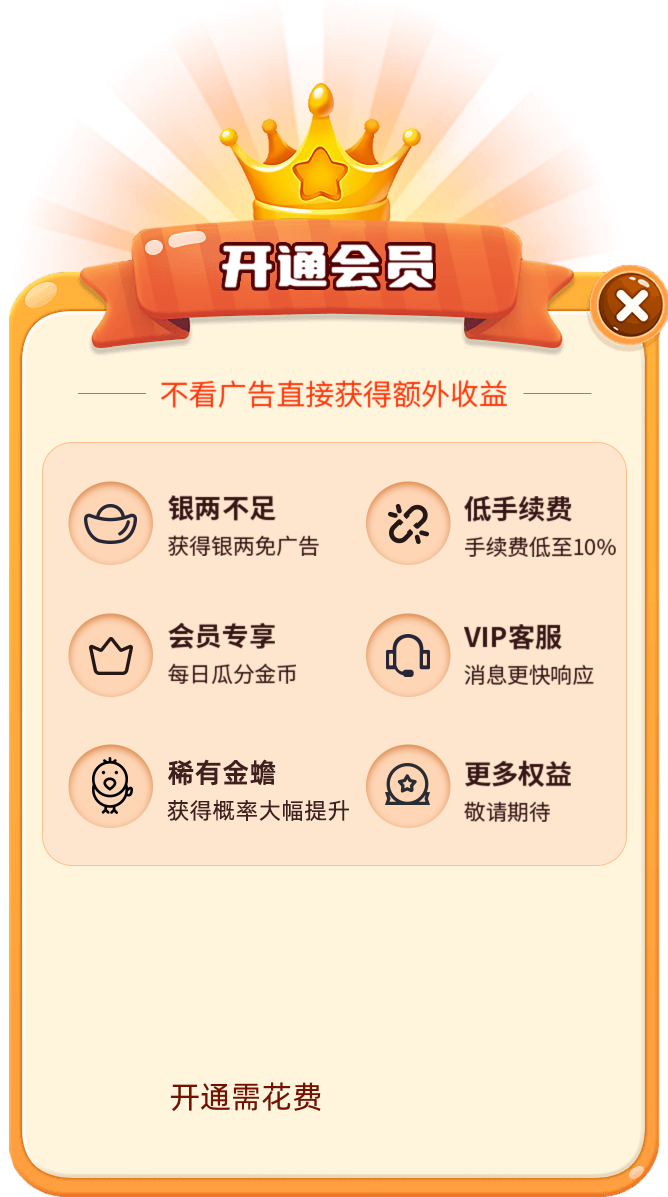 开通会员
不看广告直接获得额外收益
银两不足
获得银两免广告
低手续费
手续费低至10%
会员专享
每日瓜分金币
VIP客服
消息更快响应
稀有金蟾
获得概率大幅提升
更多权益
敬请期待
开通需花费